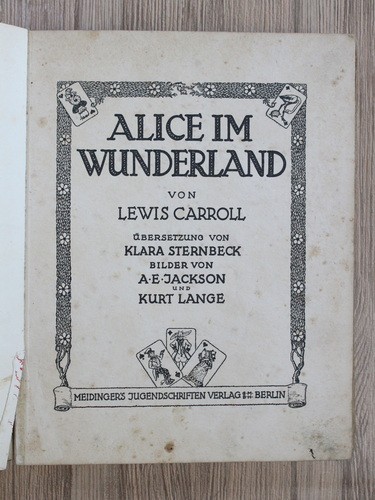 ALICE IM
WUNDERLAND
VON
LEWIS CARROLL
ÜBERSETZUNG VON
KLARA STERNBECK
BILDER VON
A·E·JACKSON
UND
KURT LANGE
MEIDINGER'S JUGENDSCHRIFTEN VERLAG BERLIN